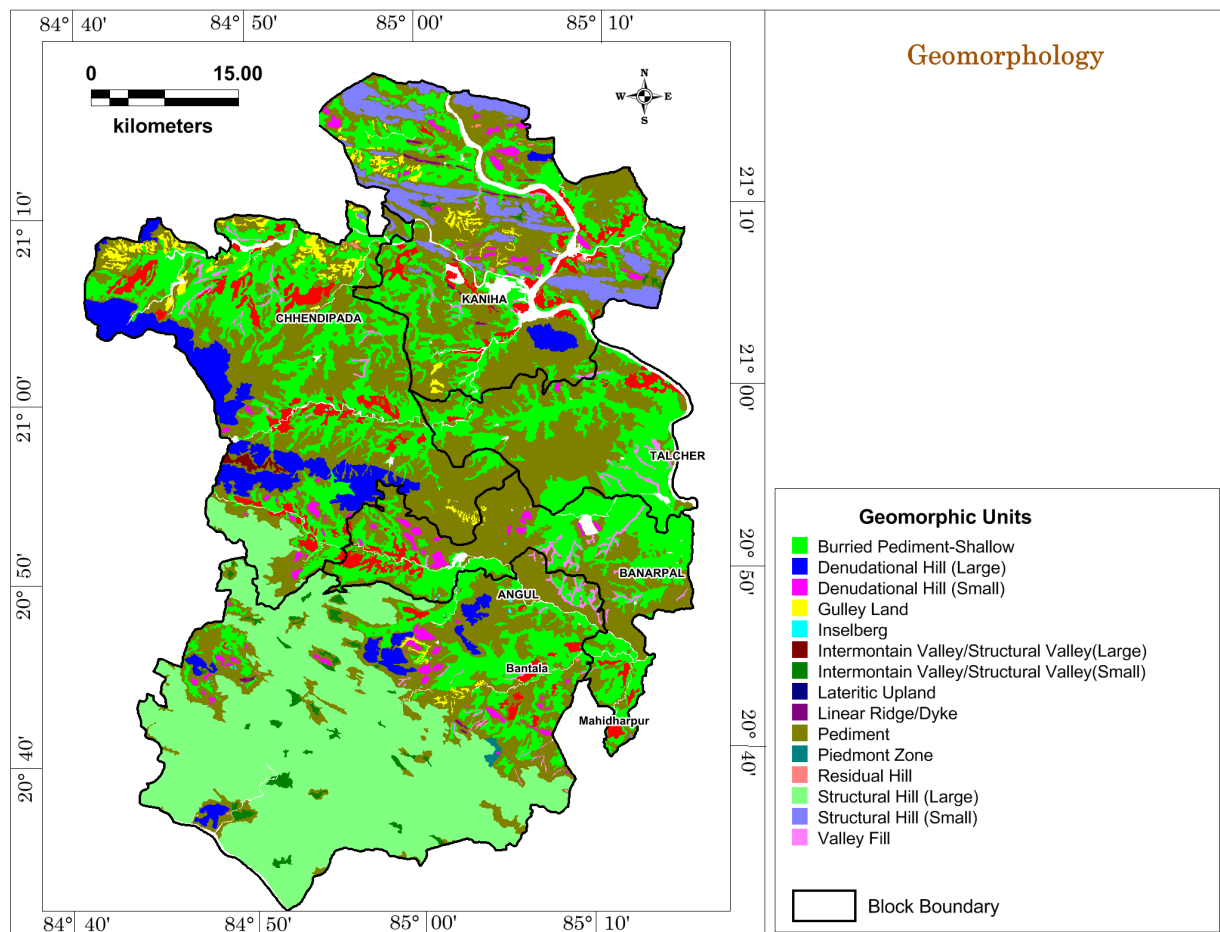 84° 40'
84° 50'
85° 00'
85° 10'
Geomorphology
0 15.00
kilometers
N
W E
S
21° 10'
21° 10'
KANIHA
CHHENDIPADA
21° 00'
21° 00'
TALCHER
20° 50'
20° 50'
BANARPAL
ANGUL
Bantala
Mahidharpur
20° 40'
20° 40'
84° 40'
84° 50'
85° 00'
85° 10'
Geomorphic Units
Burried Pediment-Shallow
Denudational Hill (Large)
Denudational Hill (Small)
Gulley Land
Inselberg
Intermontain Valley/Structural Valley(Large)
Intermontain Valley/Structural Valley(Small)
Lateritic Upland
Linear Ridge/Dyke
Pediment
Piedmont Zone
Residual Hill
Structural Hill (Large)
Structural Hill (Small)
Valley Fill
Block Boundary